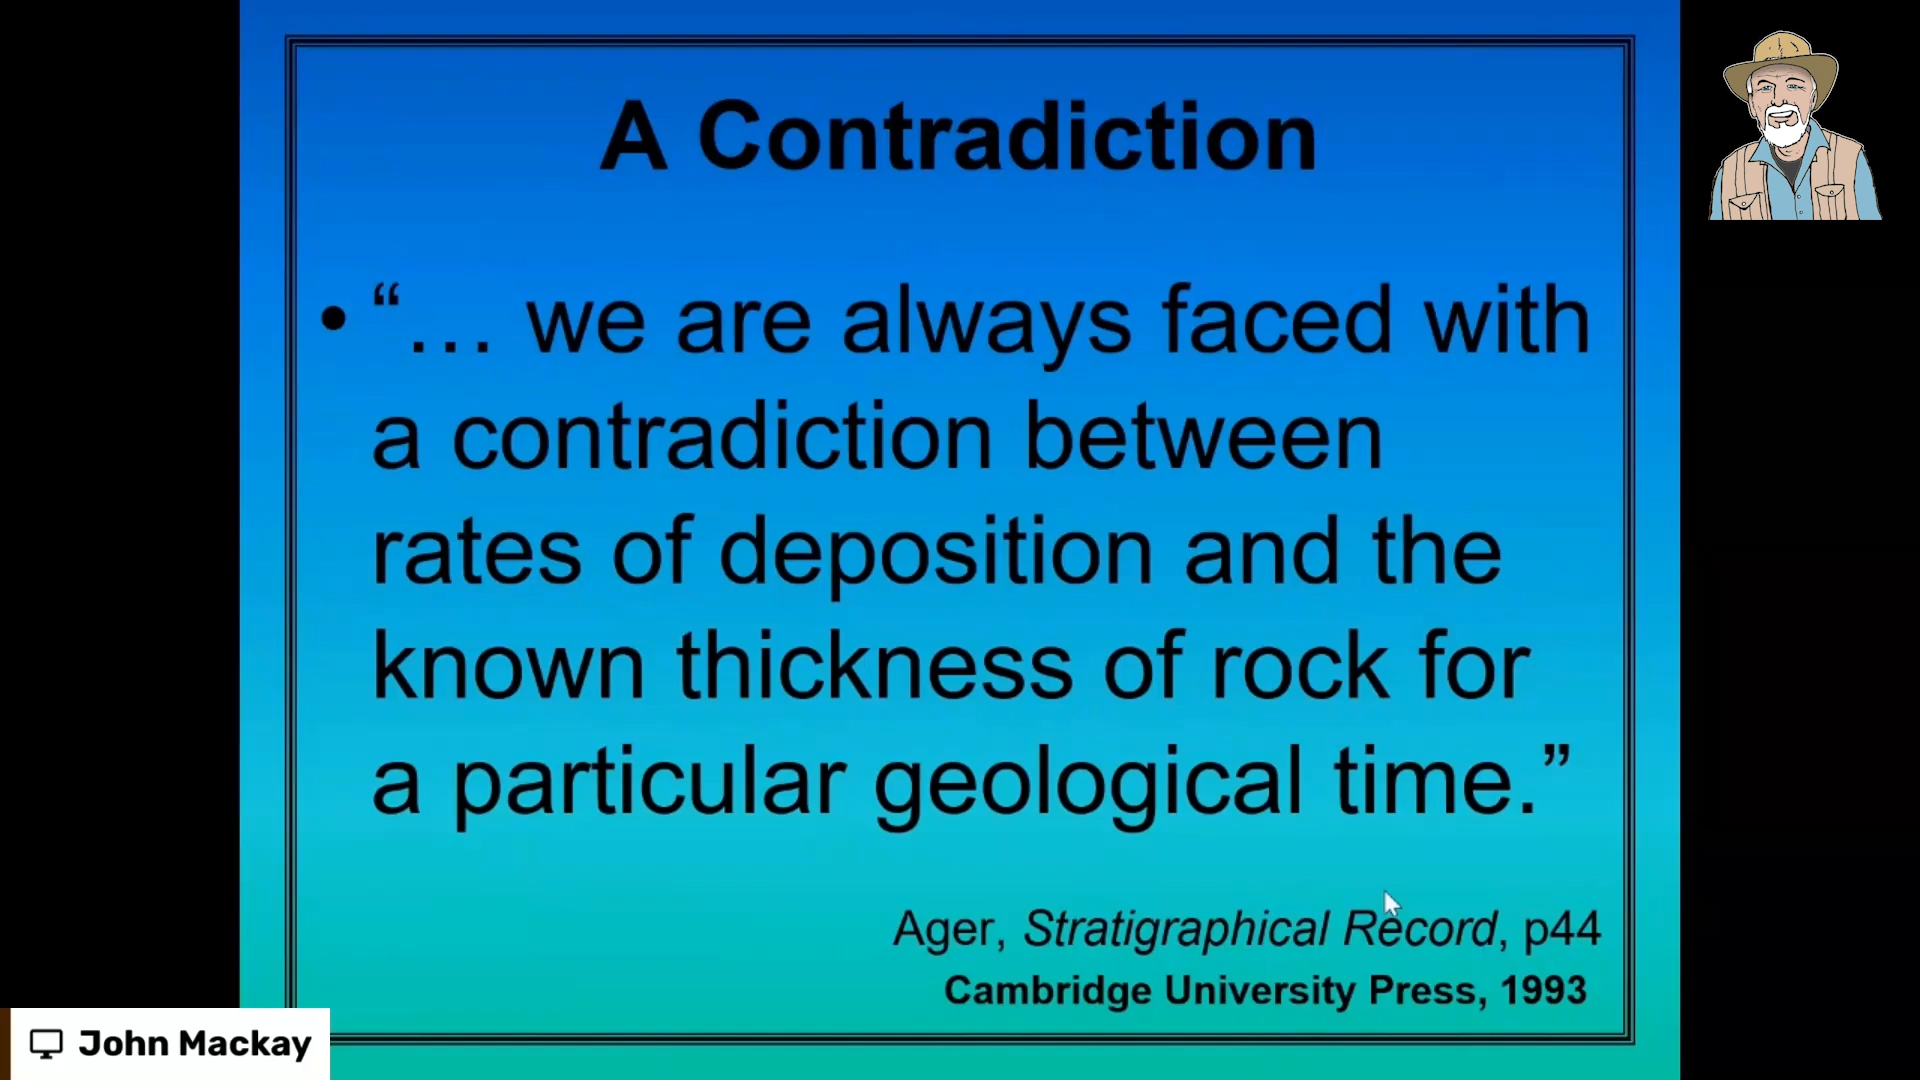 A Contradiction
• “… we are always faced with
a contradiction between
rates of deposition and the
known thickness of rock for
a particular geological time.”
Ager, Stratigraphical Record, p44
Cambridge University Press, 1993
John Mackay